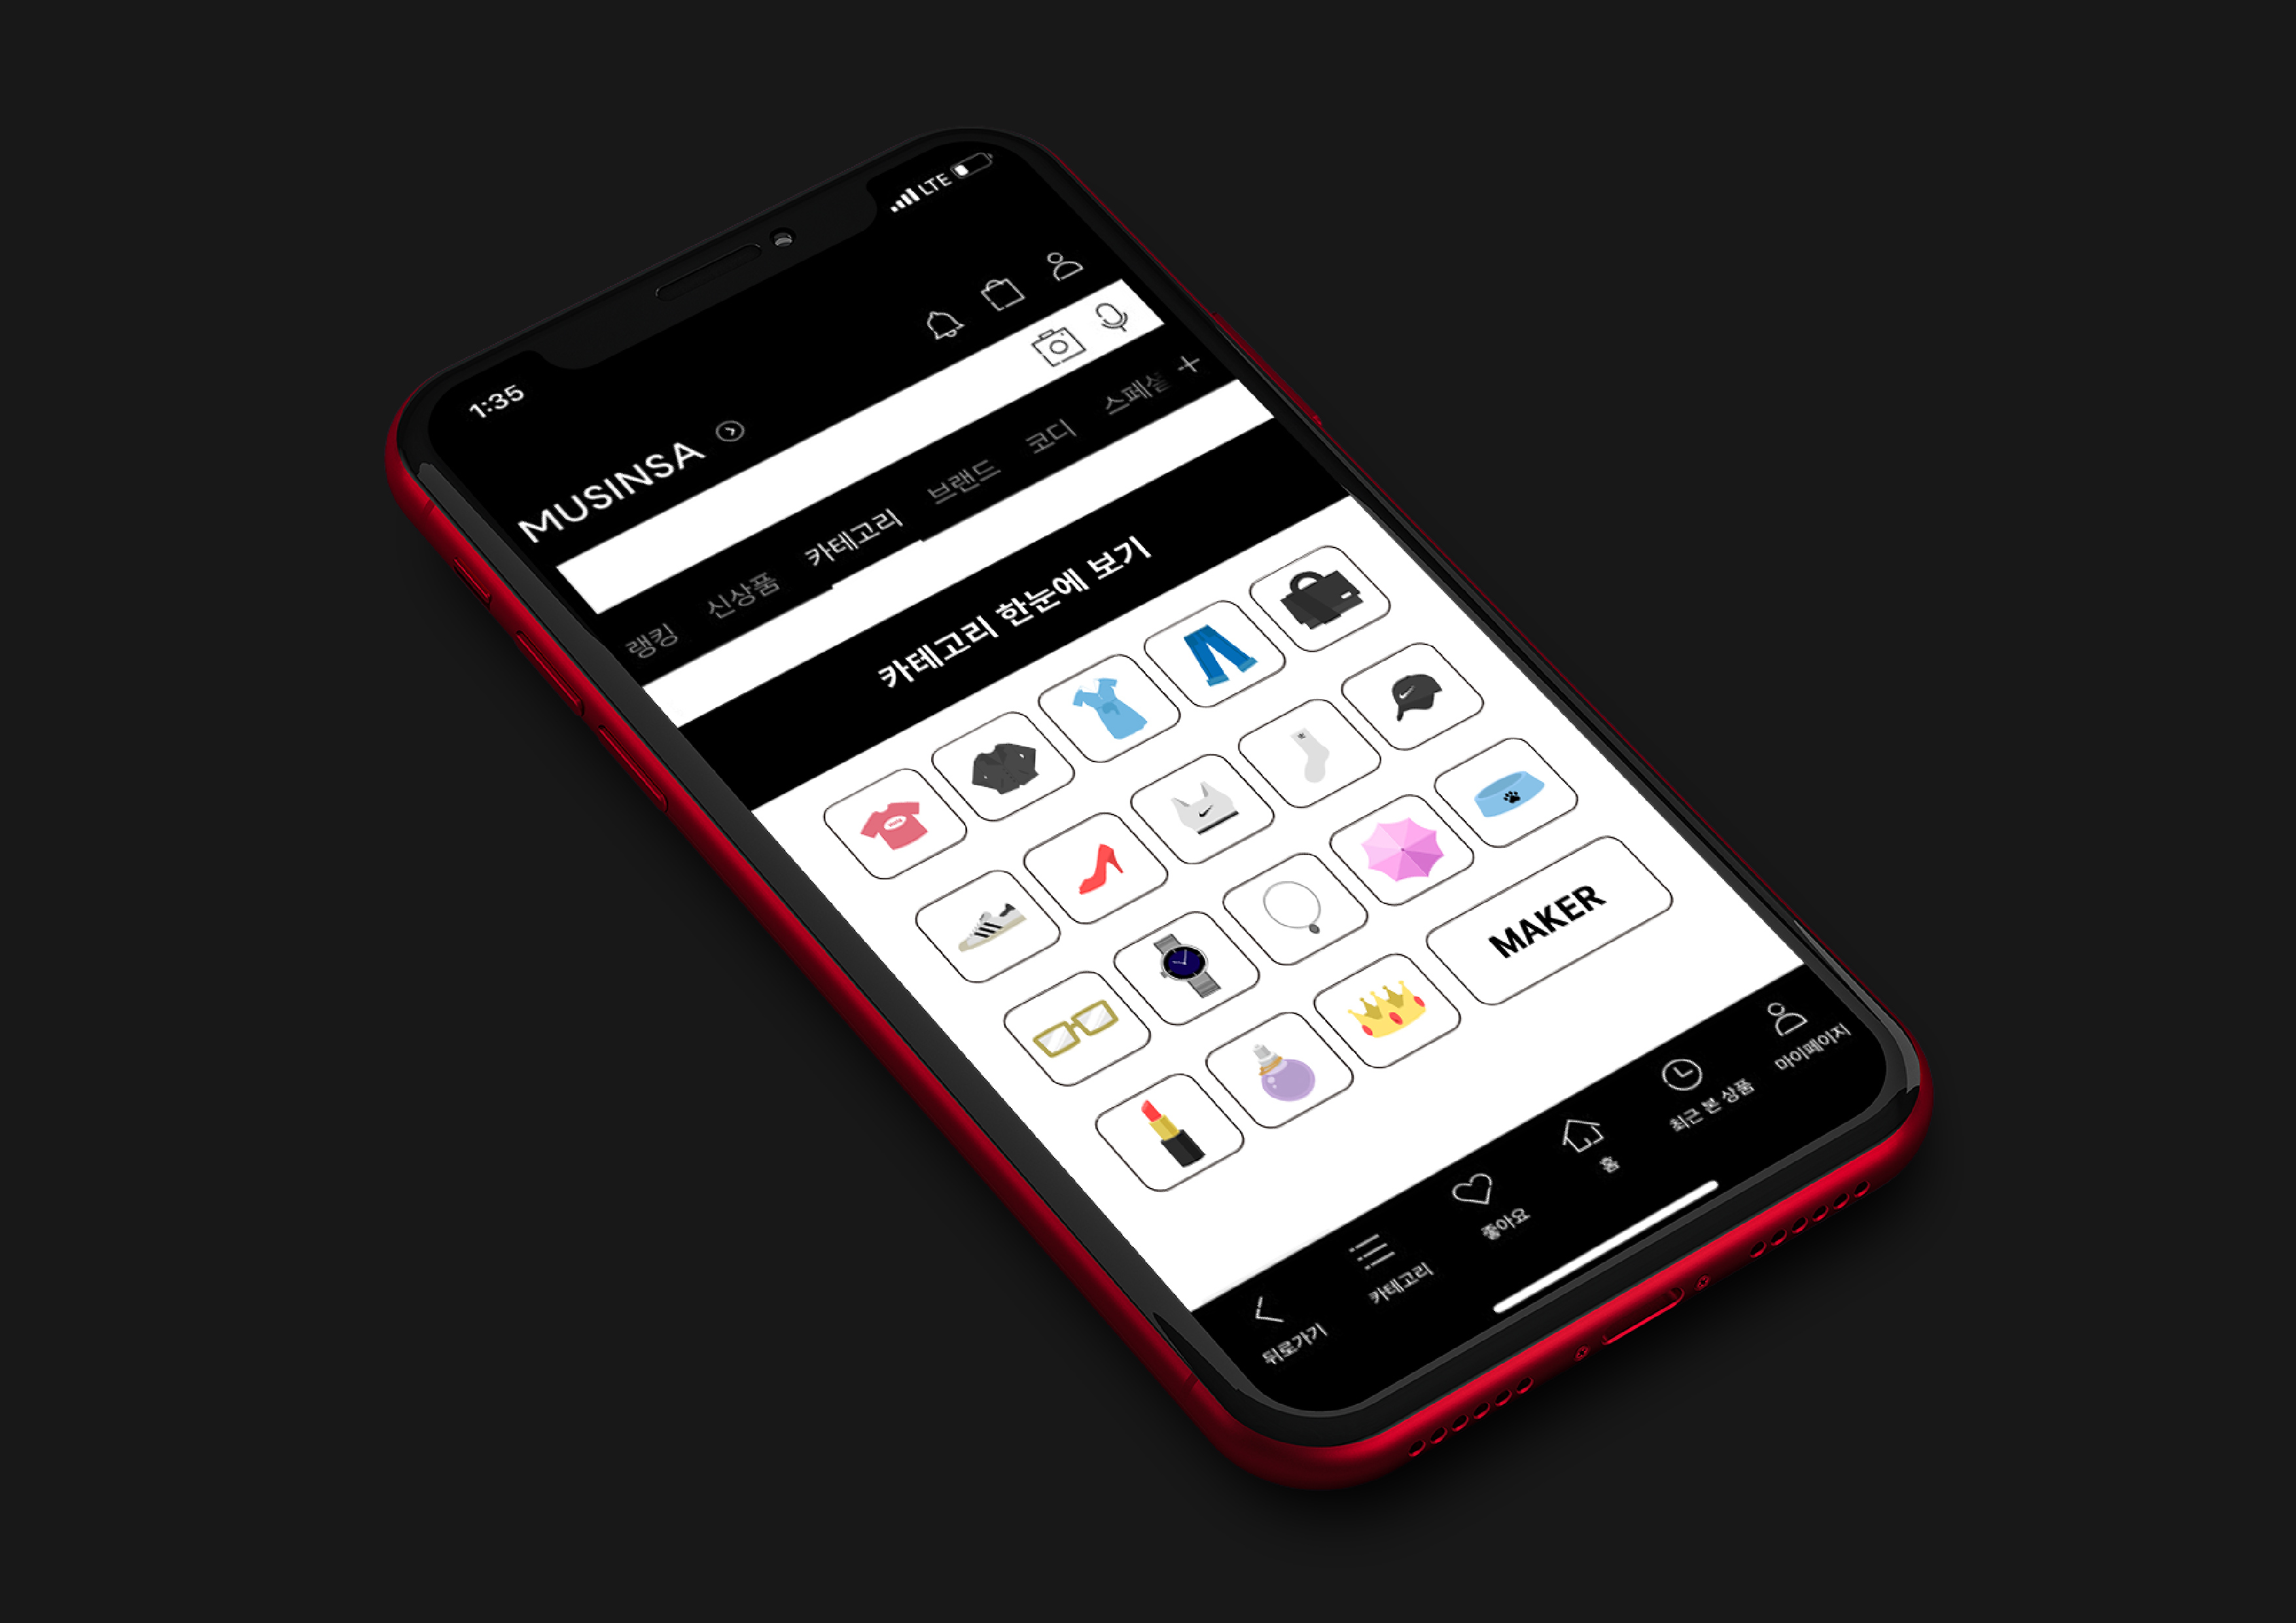 1:35 LTE
MUSINSA
랭킹 신상품 카테고리 브랜드 코디 스페셜
카테고리 한눈에 보기
MAKER
뒤로가기 카테고리 좋아요 홈 최근 본 상품 마이페이지